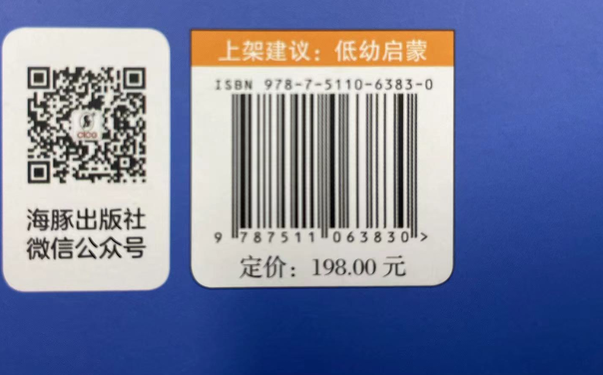 上架建议：低幼启蒙
ISBN 978-7-5110-6383-0
9 787511 063830 >
定价：198.00 元
cico
海豚出版社
微信公众号